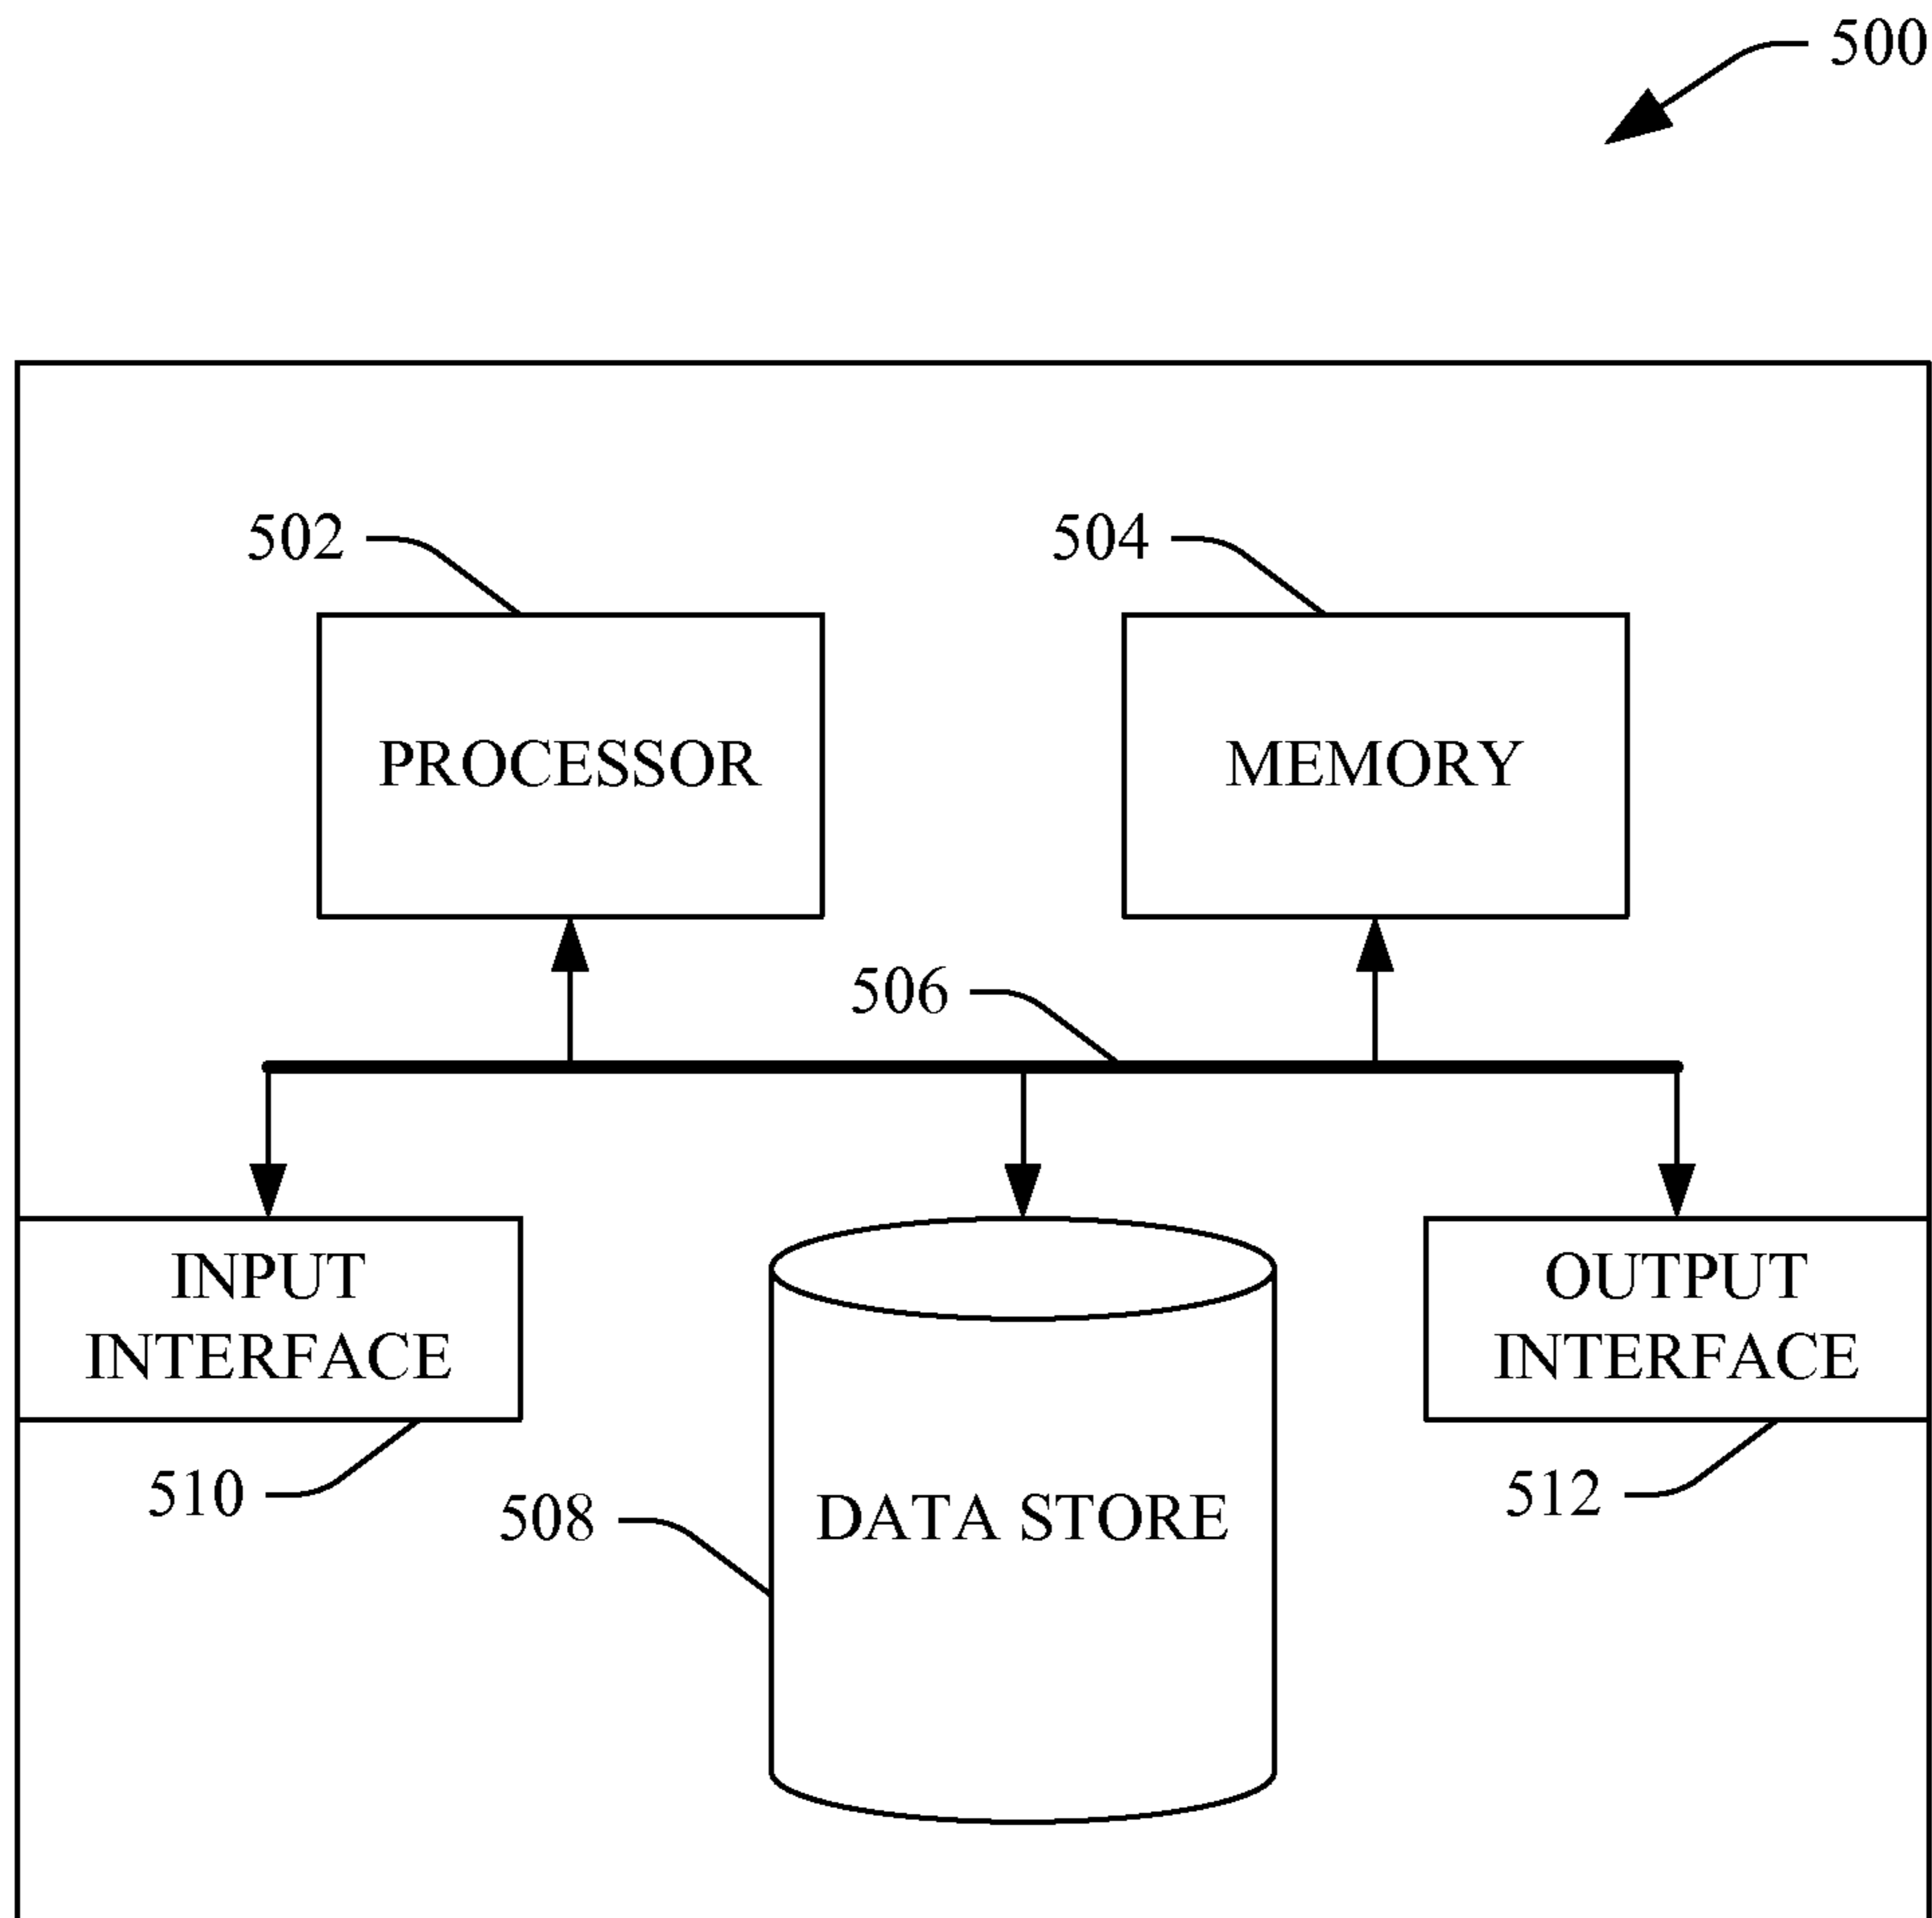 500
502
504
PROCESSOR
MEMORY
506
INPUT
INTERFACE
OUTPUT
INTERFACE
510
508
DATA STORE
512